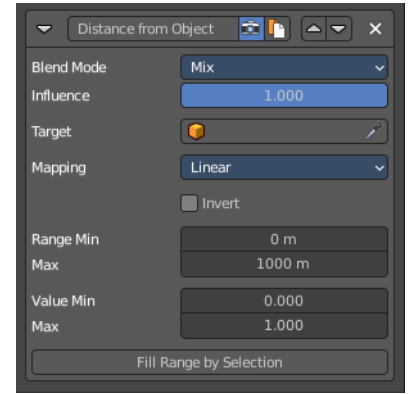 Distance from Object
Blend Mode Mix
Influence 1.000
Target
Mapping Linear
Invert
Range Min 0 m
Max 1000 m
Value Min 0.000
Max 1.000
Fill Range by Selection